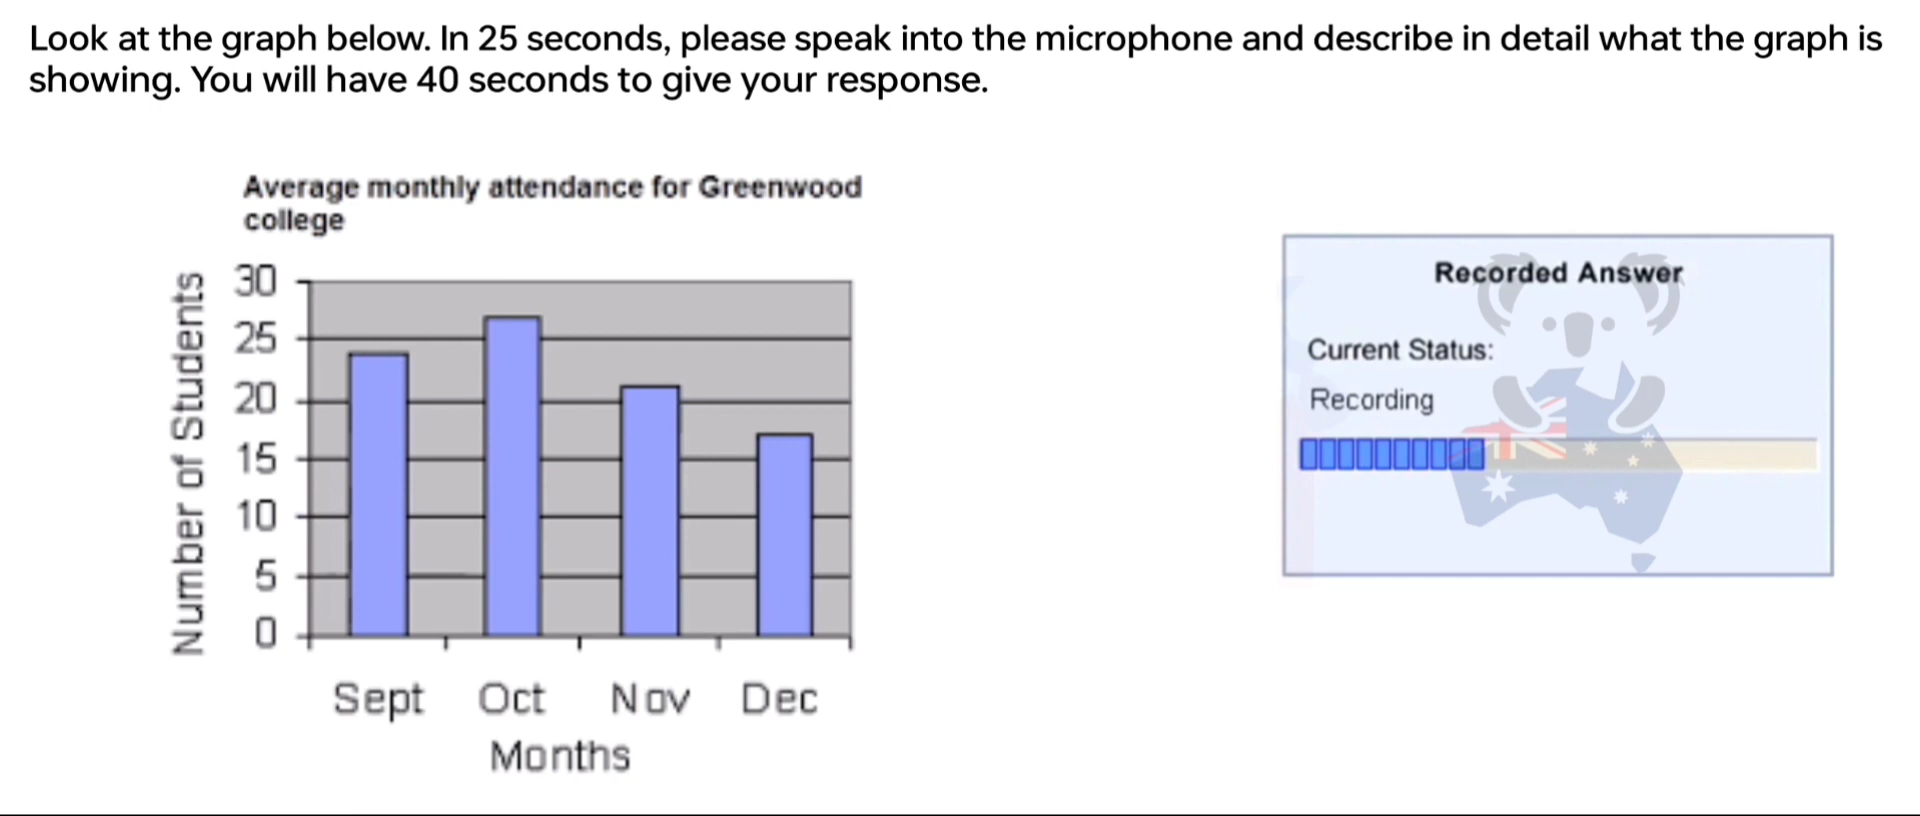 Look at the graph below. In 25 seconds, please speak into the microphone and describe in detail what the graph is
showing. You will have 40 seconds to give your response.
Average monthly attendance for Greenwood
college
Number of Students
30
25
20
15
10
5
0
Sept Oct Nov Dec
Months
Recorded Answer
Current Status:
Recording